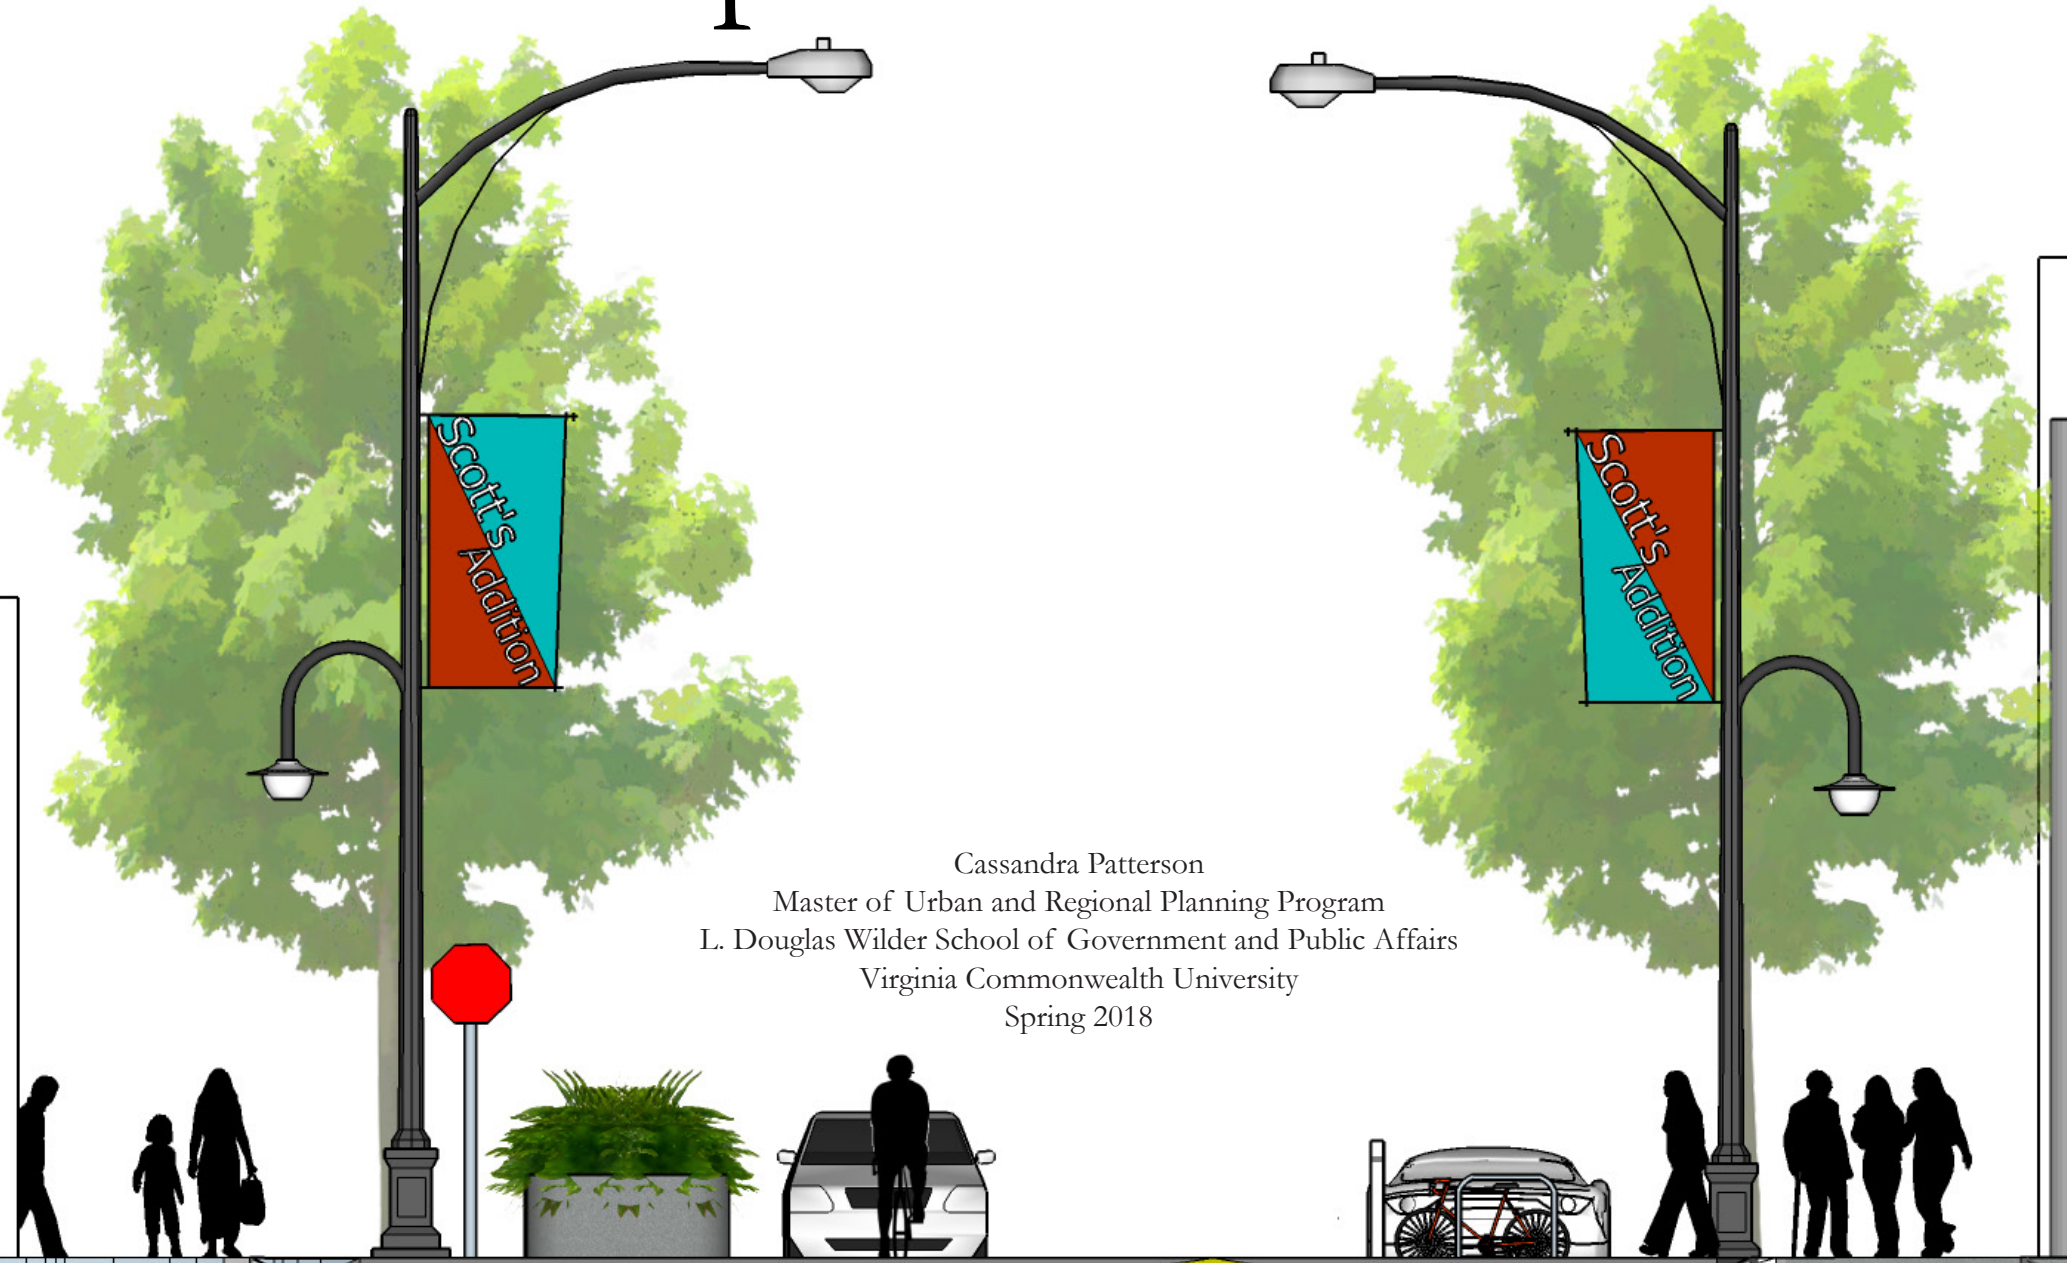 Scott's
Addition
Scott's
Addition
Cassandra Patterson
Master of Urban and Regional Planning Program
L. Douglas Wilder School of Government and Public Affairs
Virginia Commonwealth University
Spring 2018